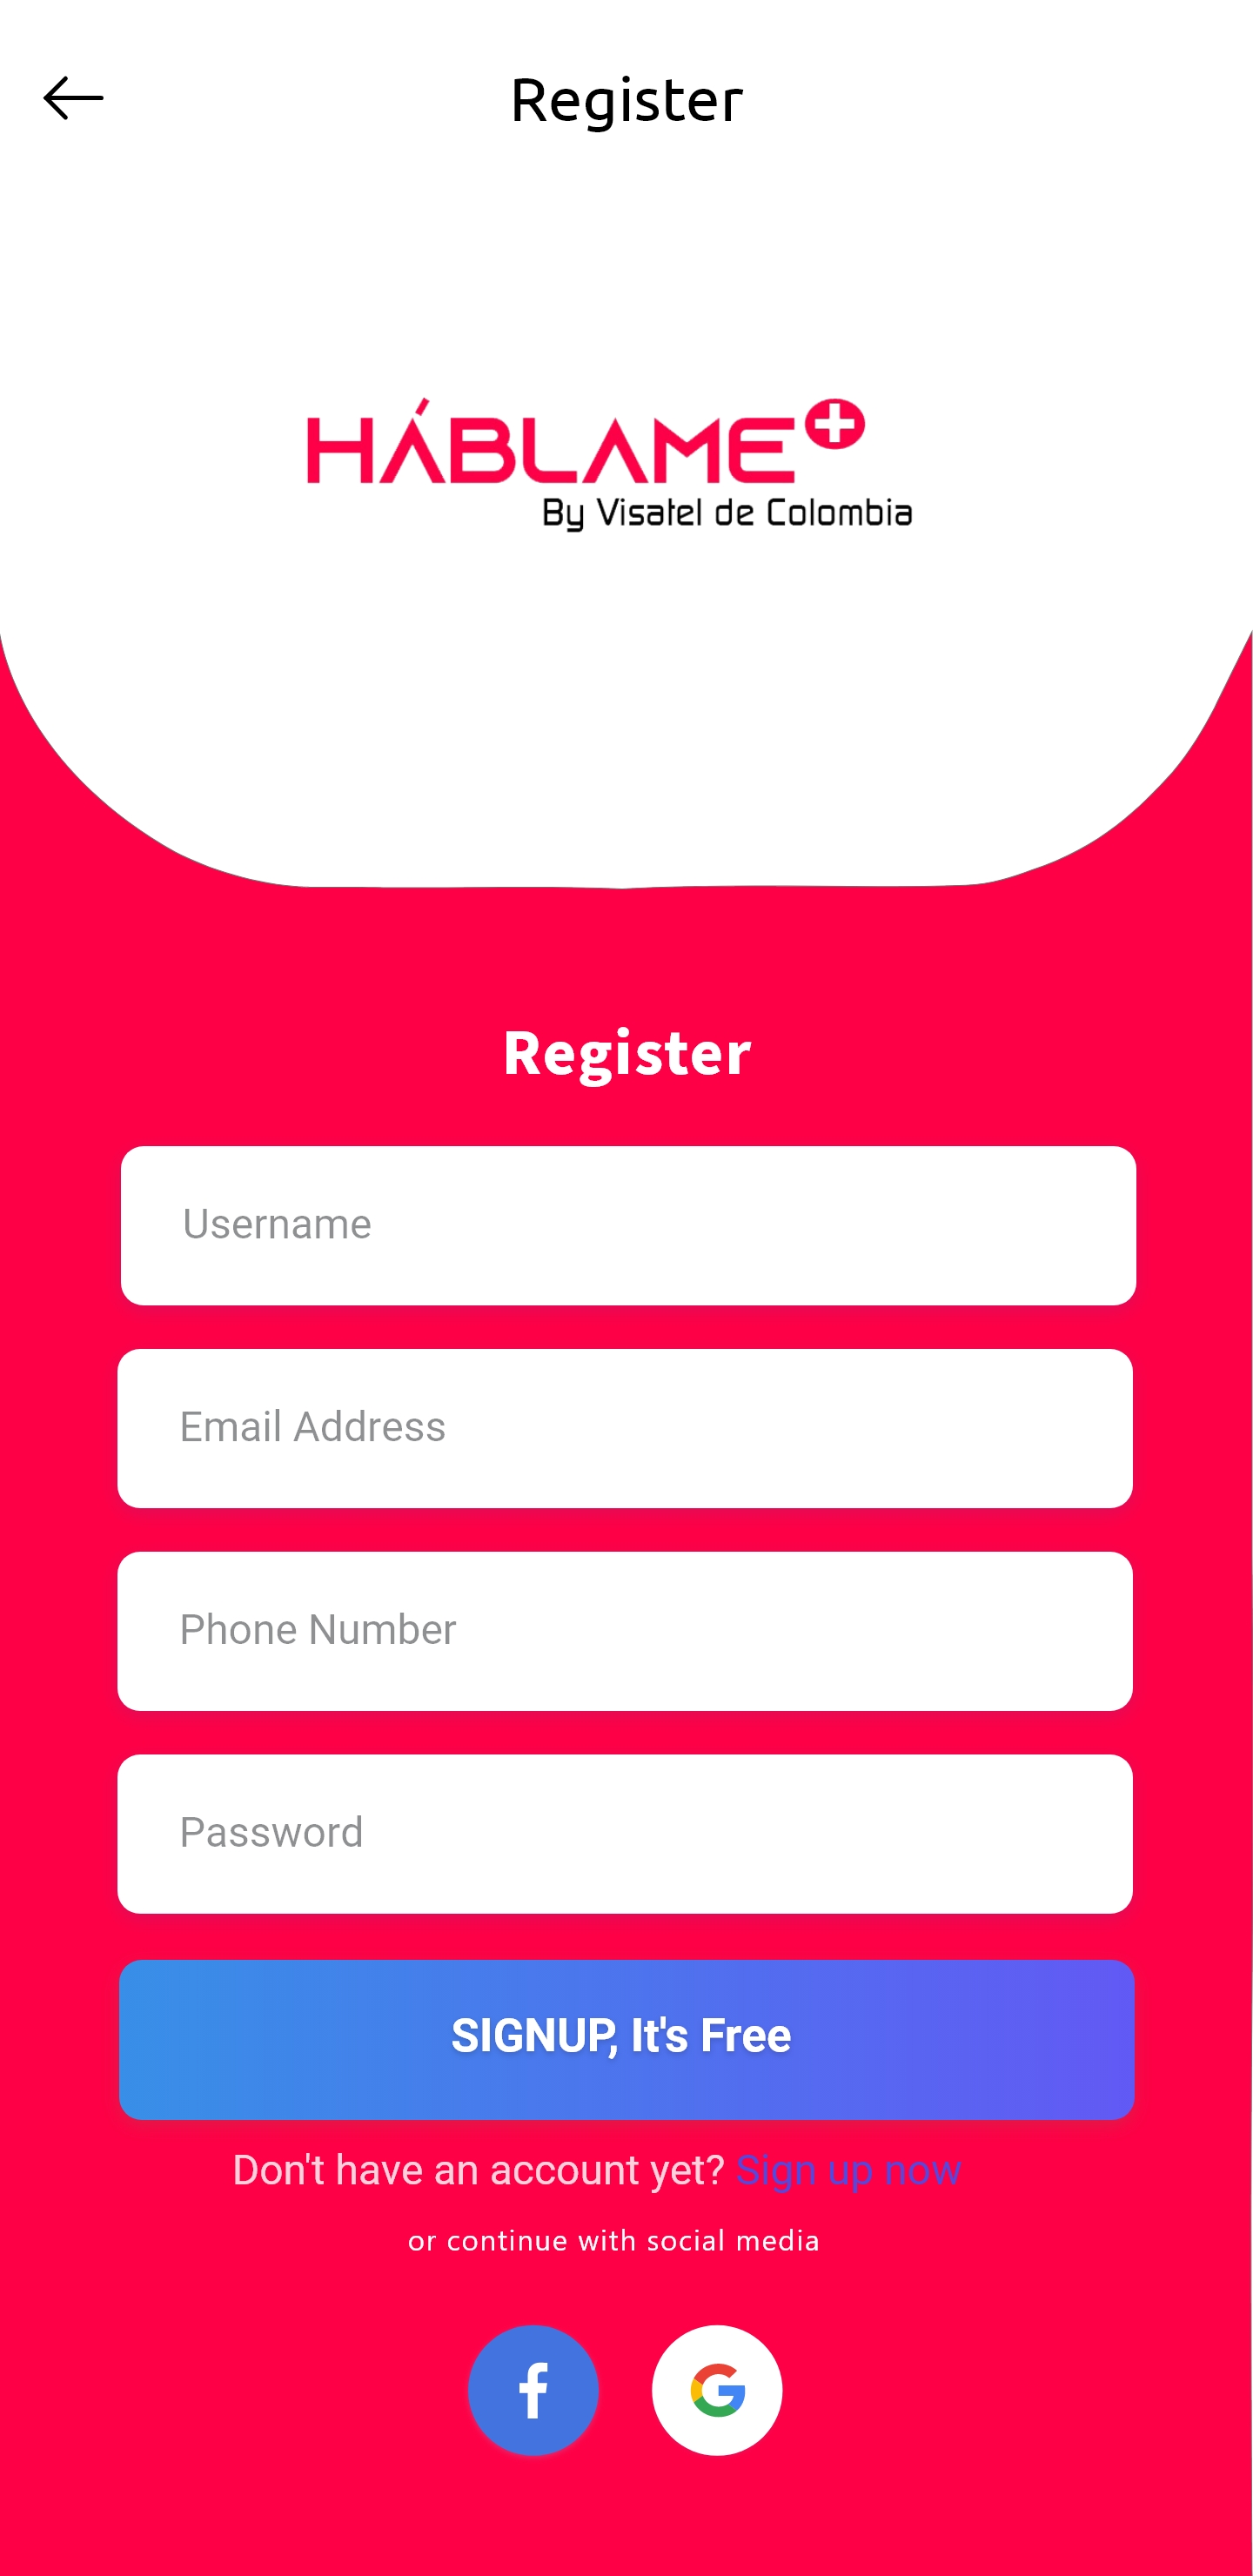 Register
HÁBLAME
By Visatel de Colombia
Register
Username
Email Address
Phone Number
Password
SIGNUP, It's Free
Don't have an account yet? Sign up now
or continue with social media